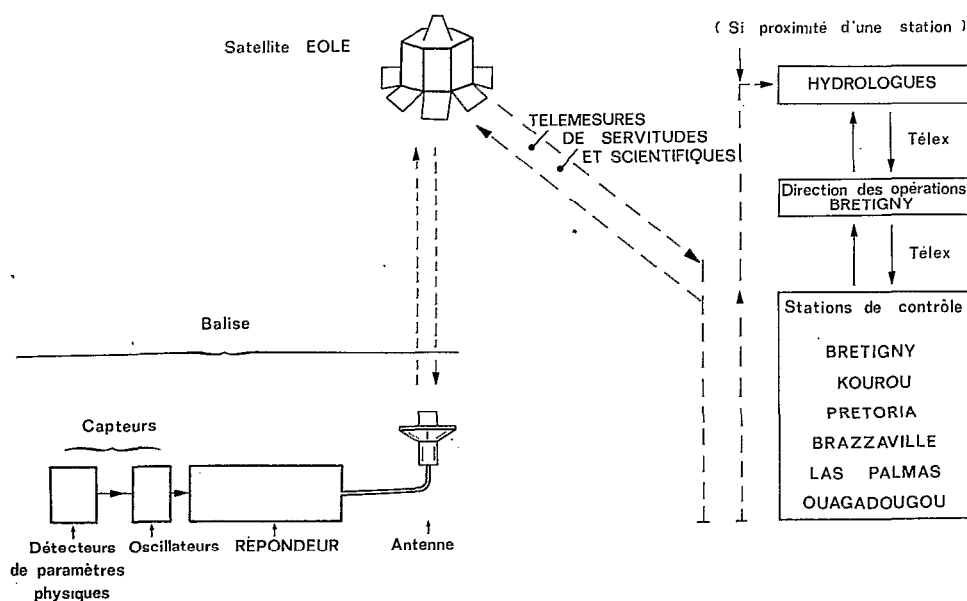 ( Si proximité d'une station )
Satellite EOLE
HYDROLOGUES
TELEMESURES
DE SERVITUDES
ET SCIENTIFIQUES
Télex
Direction des opérations
BRETIGNY
Télex
Stations de contrôle
BRETIGNY
KOUROU
PRETORIA
BRAZZAVILLE
LAS PALMAS
OUAGADOUGOU
Balise
Capteurs
Détecteurs
de paramètres
physiques
Oscillateurs
RÉPONDEUR
Antenne